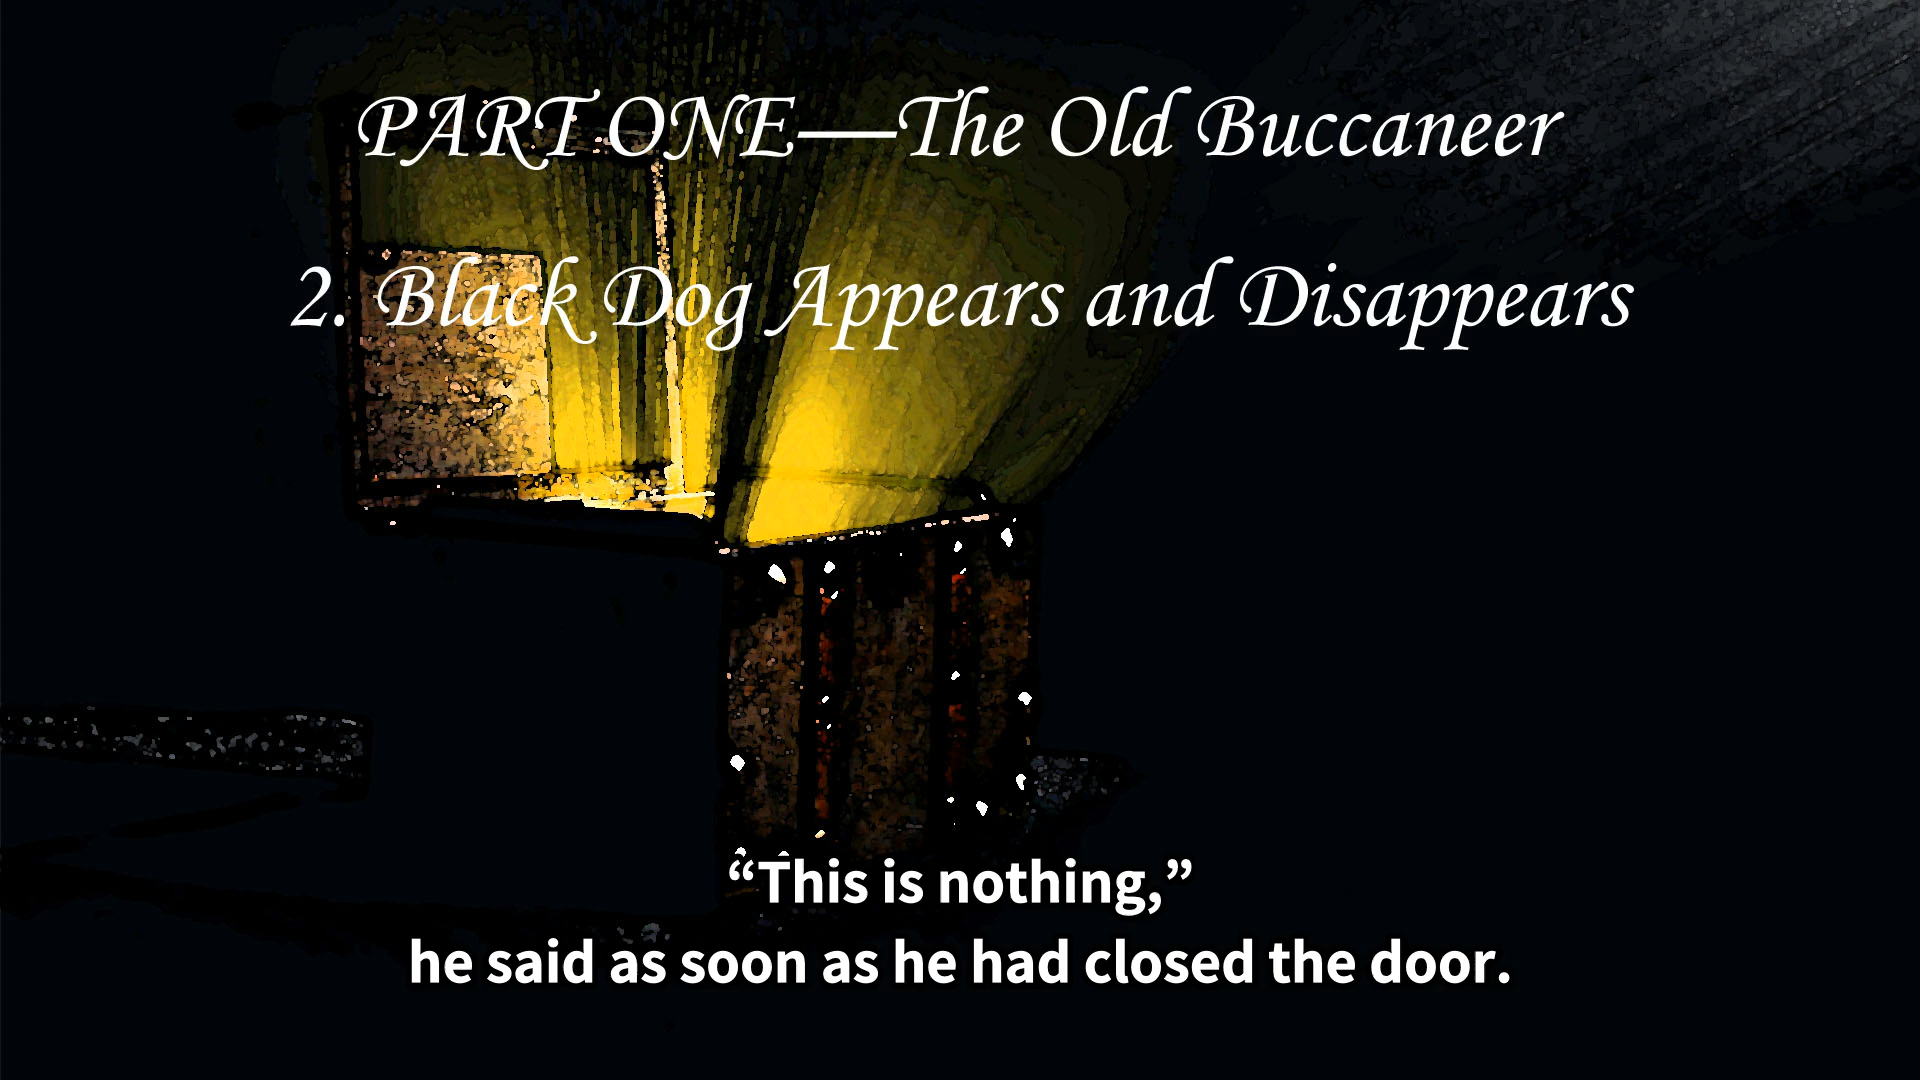 PART ONE—The Old Buccaneer
2. Black Dog Appears and Disappears
“This is nothing,”
he said as soon as he had closed the door.